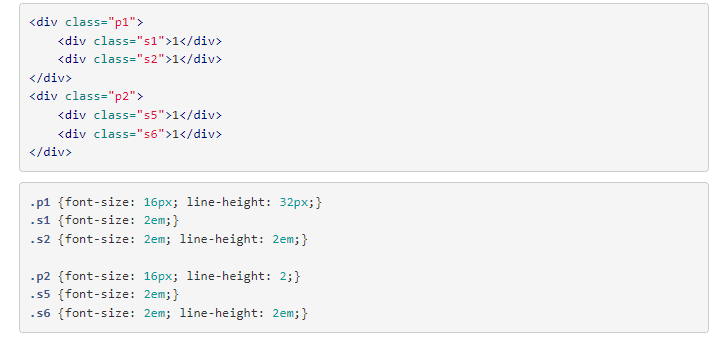 <div class="p1">
    <div class="s1">1</div>
    <div class="s2">1</div>
</div>
<div class="p2">
    <div class="s5">1</div>
    <div class="s6">1</div>
</div>
.p1 {font-size: 16px; line-height: 32px;}
.s1 {font-size: 2em;}
.s2 {font-size: 2em; line-height: 2em;}
.p2 {font-size: 16px; line-height: 2;}
.s5 {font-size: 2em;}
.s6 {font-size: 2em; line-height: 2em;}